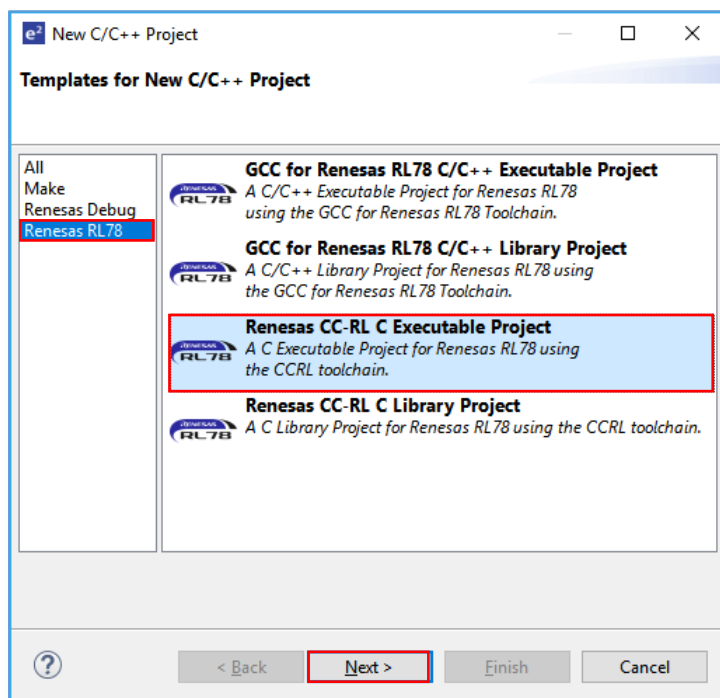 e² New C/C++ Project
Templates for New C/C++ Project
All
Make
Renesas Debug
Renesas RL78
RENESAS
RL78
GCC for Renesas RL78 C/C++ Executable Project
A C/C++ Executable Project for Renesas RL78
using the GCC for Renesas RL78 Toolchain.
RENESAS
RL78
GCC for Renesas RL78 C/C++ Library Project
A C/C++ Library Project for Renesas RL78 using
the GCC for Renesas RL78 Toolchain.
RENESAS
RL78
Renesas CC-RL C Executable Project
A C Executable Project for Renesas RL78 using
the CCRL toolchain.
RENESAS
RL78
Renesas CC-RL C Library Project
A C Library Project for Renesas RL78 using the CCRL toolchain.
?
< Back
Next >
Finish
Cancel